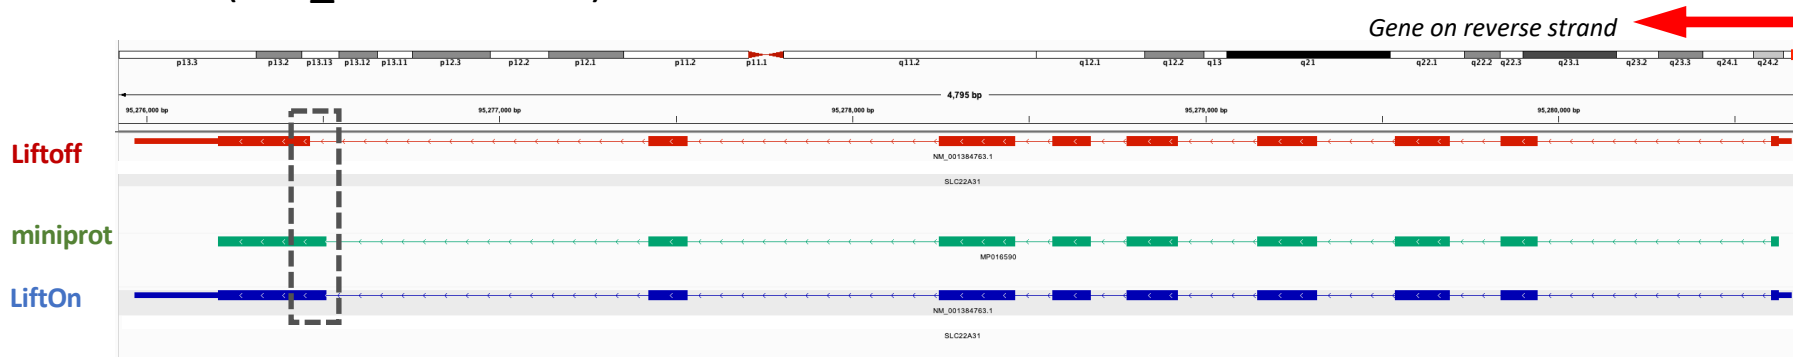 Gene on reverse strand
p13.3 p13.2 p13.13 p13.12 p13.11 p12.3 p12.2 p12.1 p11.2 p11.1 q11.2 q12.1 q12.2 q13 q21 q22.1 q22.2 q22.3 q23.1 q23.2 q23.3 q24.1 q24.2
4,795 bp
95,276,000 bp 95,277,000 bp 95,278,000 bp 95,279,000 bp 95,280,000 bp
Liftoff
NM_001384763.1
SLC22A31
miniprot
MP016590
LiftOn
NM_001384763.1
SLC22A31